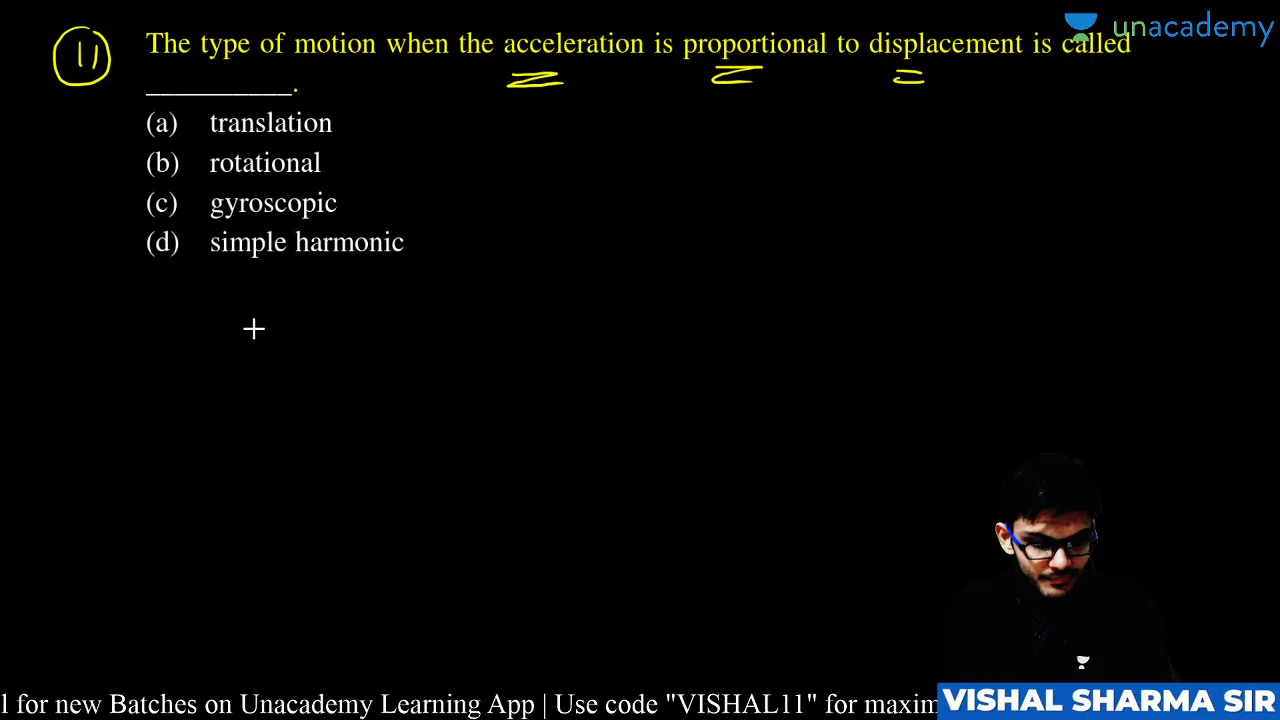 unacademy
11 The type of motion when the acceleration is proportional to displacement is called
__________.
(a) translation
(b) rotational
(c) gyroscopic
(d) simple harmonic
l for new Batches on Unacademy Learning App | Use code "VISHAL11" for maxim
VISHAL SHARMA SIR